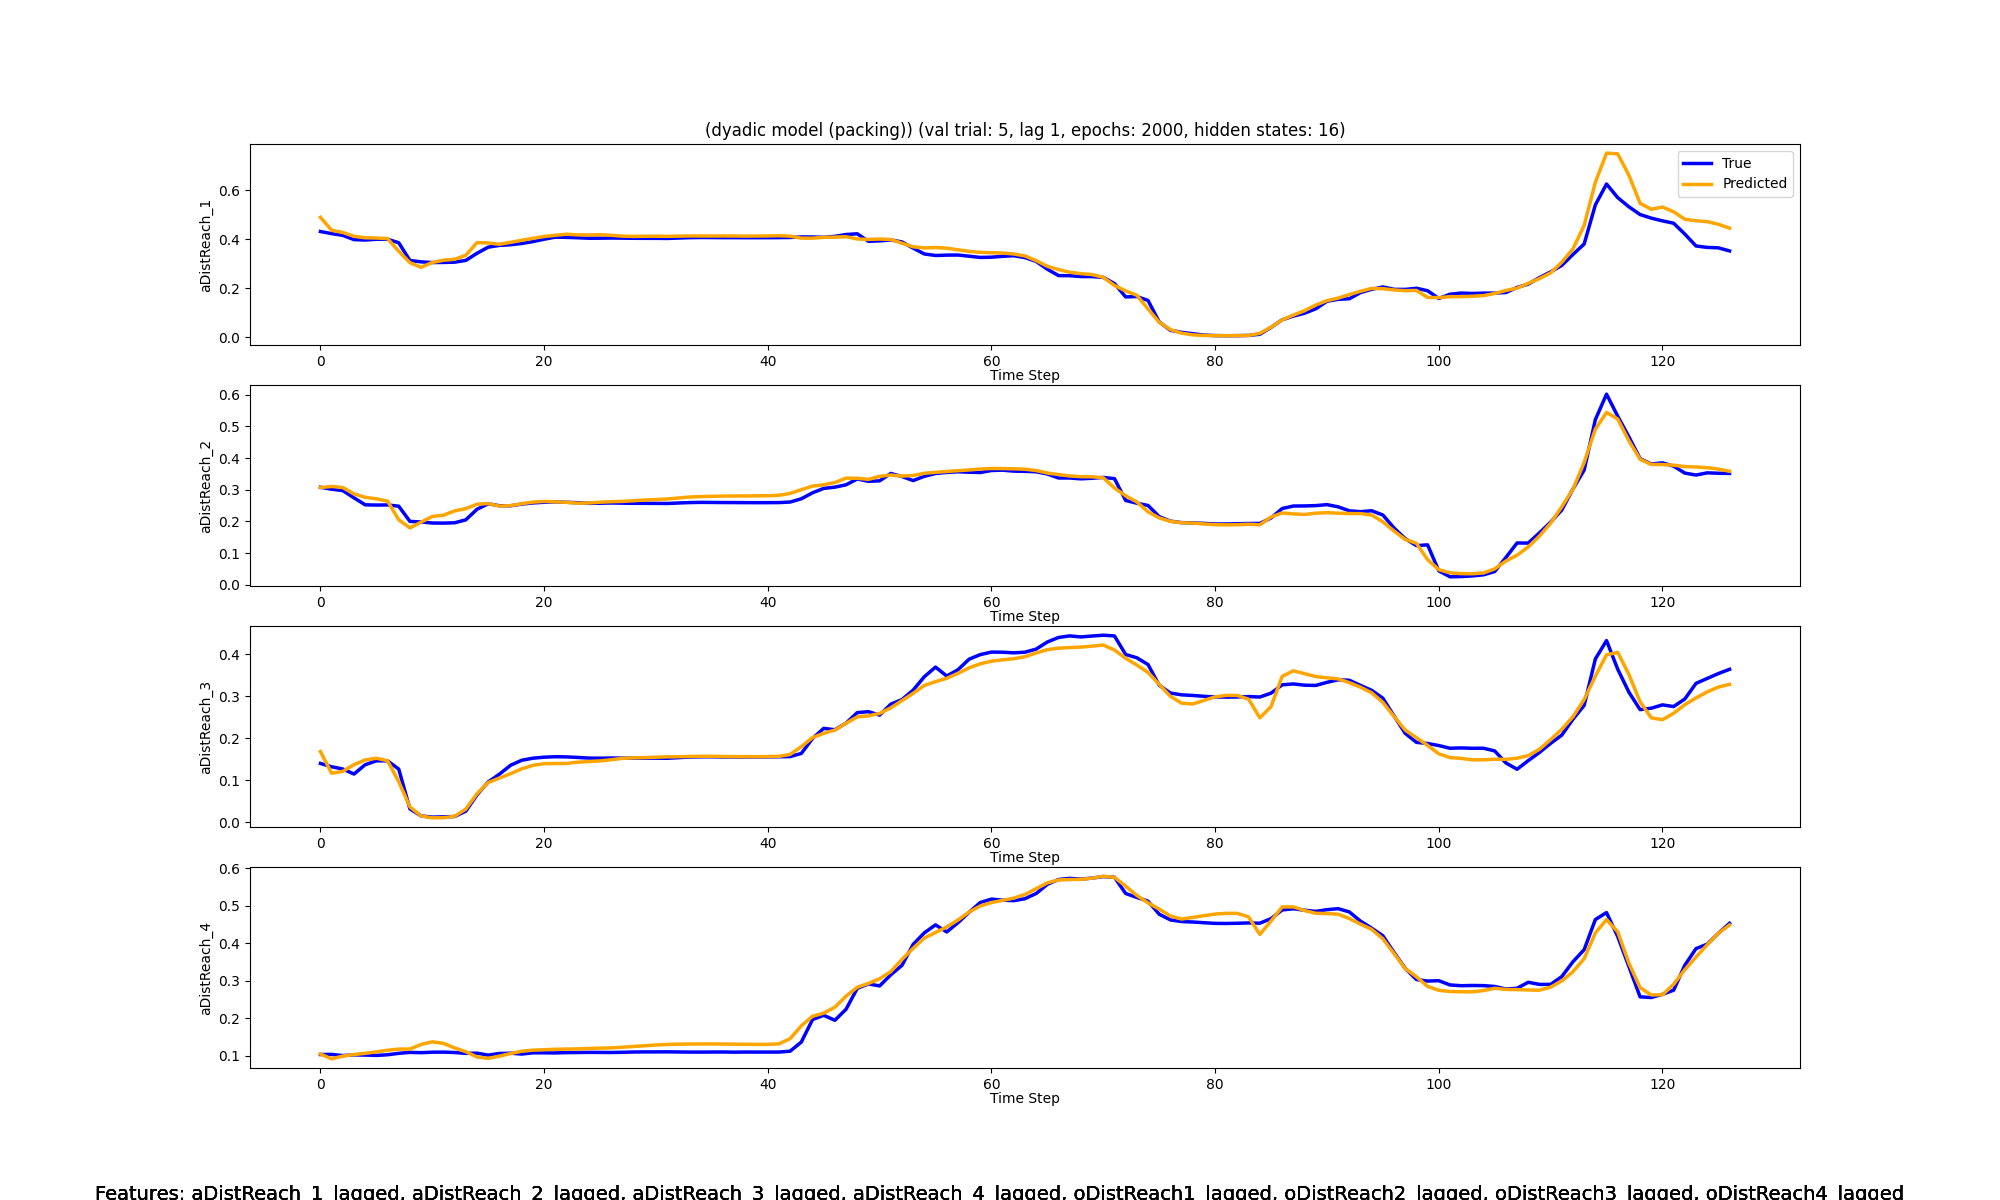 (dyadic model (packing)) (val trial: 5, lag 1, epochs: 2000, hidden states: 16)
True
Predicted
aDistReach_1
0.6
0.4
0.2
0.0
0 20 40 60 80 100 120
Time Step
aDistReach_2
0.6
0.5
0.4
0.3
0.2
0.1
0.0
0 20 40 60 80 100 120
Time Step
aDistReach_3
0.4
0.3
0.2
0.1
0.0
0 20 40 60 80 100 120
Time Step
aDistReach_4
0.6
0.5
0.4
0.3
0.2
0.1
0 20 40 60 80 100 120
Time Step
Features: aDistReach_1_lagged, aDistReach_2_lagged, aDistReach_3_lagged, aDistReach_4_lagged, oDistReach1_lagged, oDistReach2_lagged, oDistReach3_lagged, oDistReach4_lagged